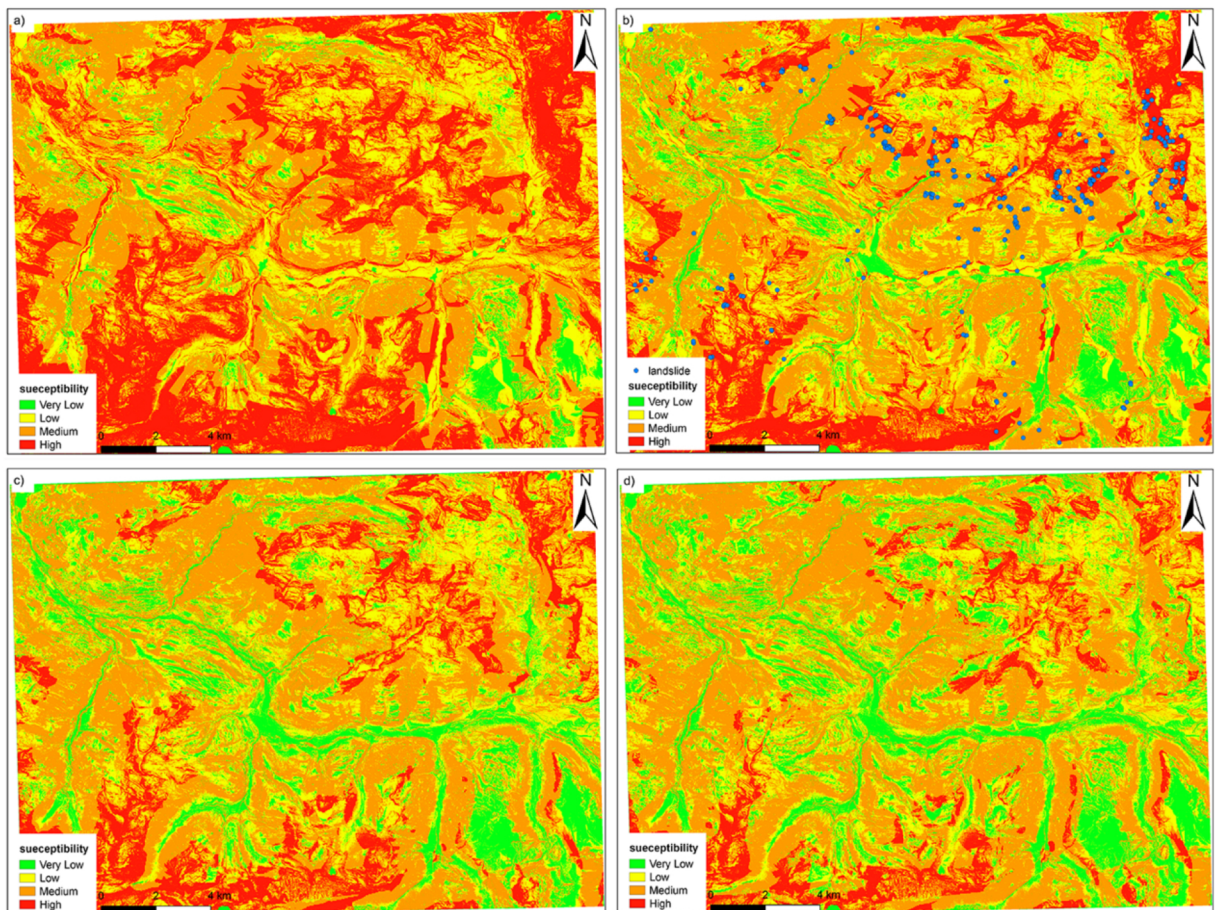 a)
N
sueceptibility
Very Low
Low
Medium
High
0 2 4 km
b)
N
landslide
sueceptibility
Very Low
Low
Medium
High
0 2 4 km
c)
N
sueceptibility
Very Low
Low
Medium
High
0 2 4 km
d)
N
sueceptibility
Very Low
Low
Medium
High
0 2 4 km